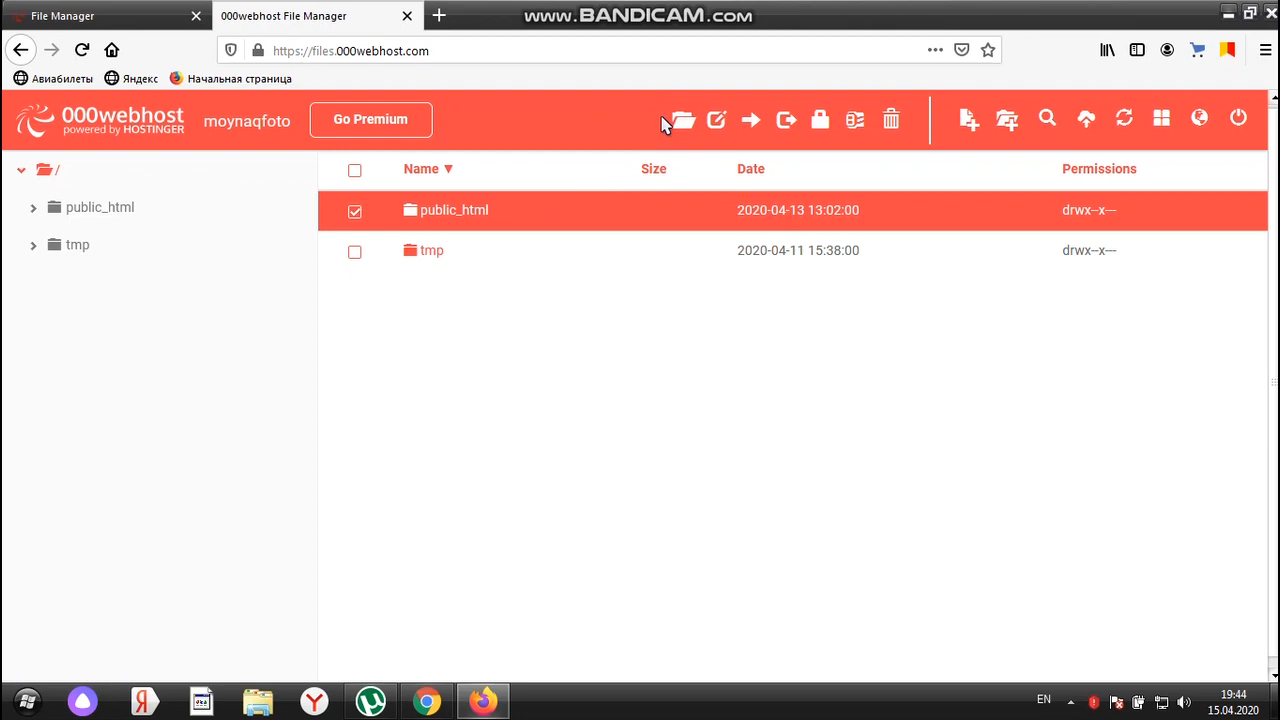 File Manager
000webhost File Manager
www.BANDICAM.com
https://files.000webhost.com
Авиабилеты
Яндекс
Начальная страница
000webhost
powered by HOSTINGER
moynaqfoto
Go Premium
/
public_html
tmp
Name ▼ Size Date Permissions
public_html 2020-04-13 13:02:00 drwx--x---
tmp 2020-04-11 15:38:00 drwx--x---
EN
19:44
15.04.2020